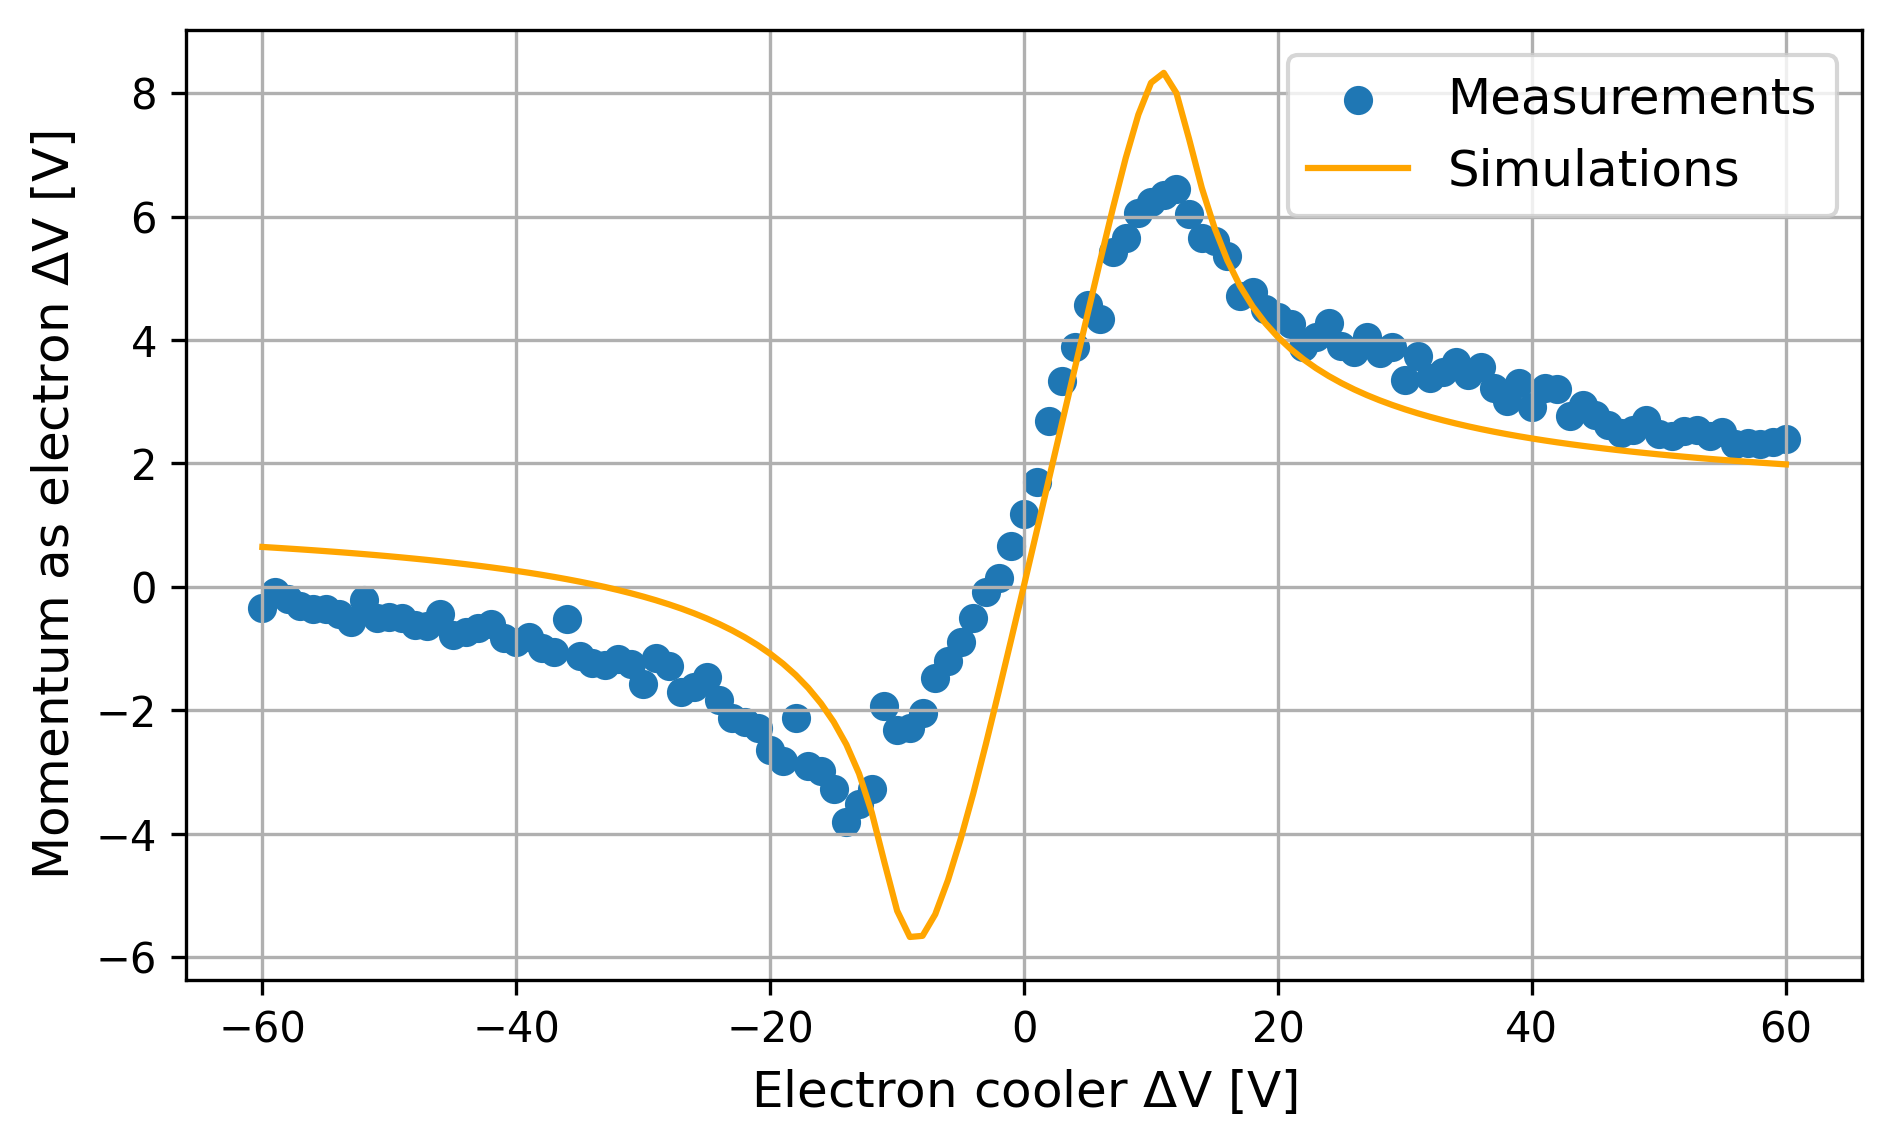 Momentum as electron ΔV [V]
8
6
4
2
0
−2
−4
−6
Measurements
Simulations
−60 −40 −20 0 20 40 60
Electron cooler ΔV [V]